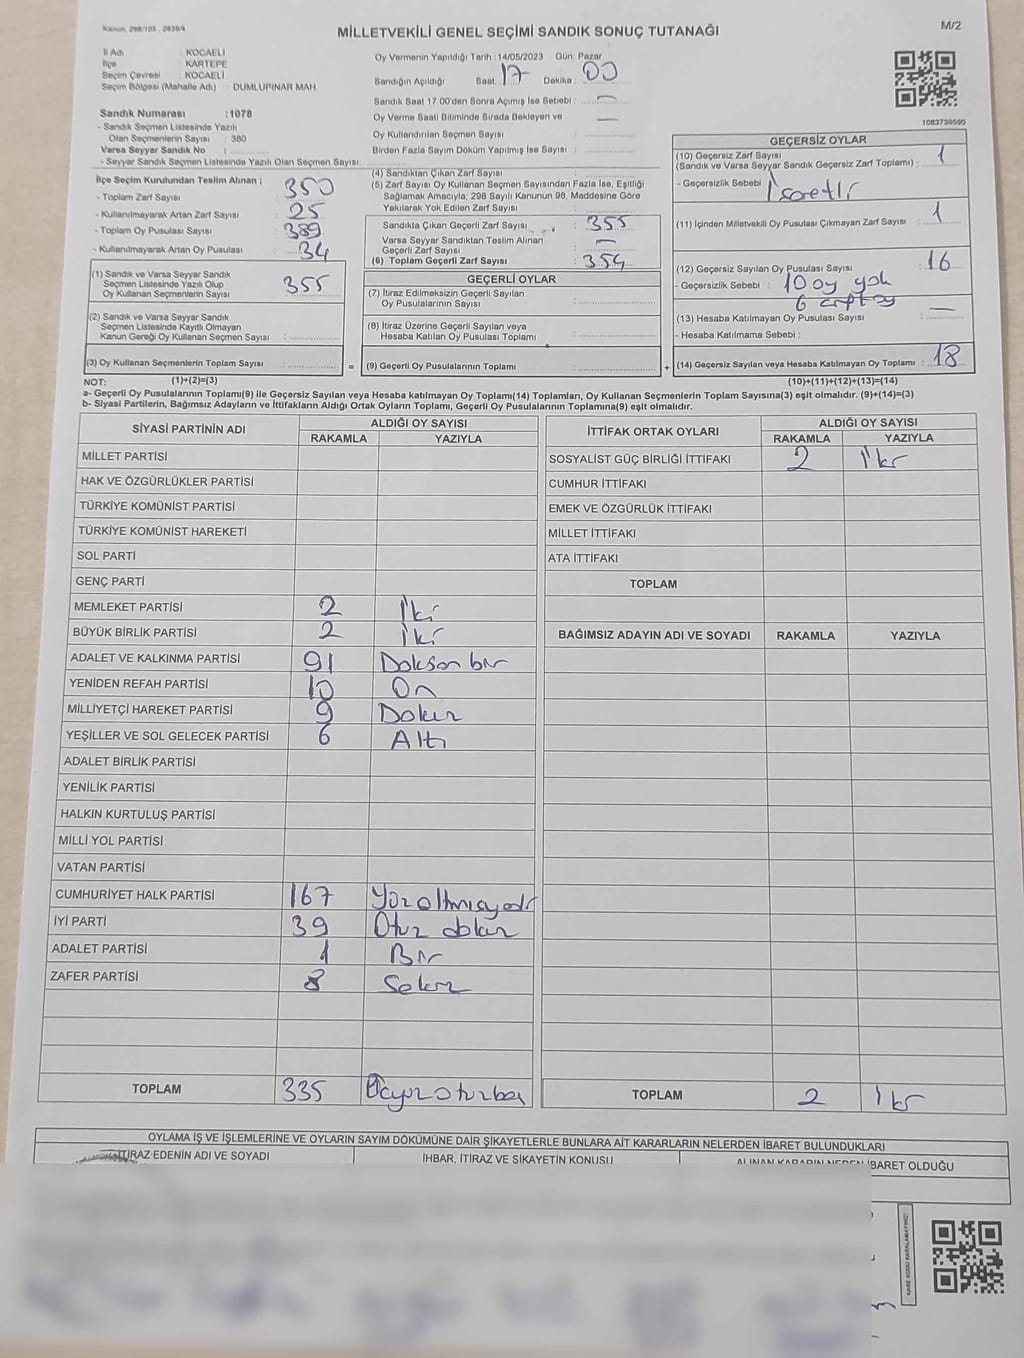 Kanun, 298/105 , 2839/4
MİLLETVEKİLİ GENEL SEÇİMİ SANDIK SONUÇ TUTANAĞI
M/2
İl Adı : KOCAELİ
İlçe : KARTEPE
Seçim Çevresi : KOCAELİ
Seçim Bölgesi (Mahalle Adı) : DUMLUPINAR MAH.
Oy Vermenin Yapıldığı Tarih :14/05/2023 Gün: Pazar
Sandığın Açıldığı Saat: 17 Dakika: 00
Sandık Saat 17.00'den Sonra Açımış İse Sebebi : —
Oy Verme Saati Bitiminde Sırada Bekleyen ve —
Oy Kullandırılan Seçmen Sayısı :
Birden Fazla Sayım Döküm Yapılmış İse Sayısı :
Sandık Numarası :1078
- Sandık Seçmen Listesinde Yazılı
Olan Seçmenlerin Sayısı : 380
Varsa Seyyar Sandık No :
- Seyyar Sandık Seçmen Listesinde Yazılı Olan Seçmen Sayısı:
1083739599
İlçe Seçim Kurulundan Teslim Alınan ;
- Toplam Zarf Sayısı : 350
- Kullanılmayarak Artan Zarf Sayısı : 25
- Toplam Oy Pusulası Sayısı : 389
- Kullanılmayarak Artan Oy Pusulası : 34
(1) Sandık ve Varsa Seyyar Sandık
Seçmen Listesinde Yazılı Olup
Oy Kullanan Seçmenlerin Sayısı : 355
(2) Sandık ve Varsa Seyyar Sandık
Seçmen Listesinde Kayıtlı Olmayan
Kanun Gereği Oy Kullanan Seçmen Sayısı :
(3) Oy Kullanan Seçmenlerin Toplam Sayısı :
(4) Sandıktan Çıkan Zarf Sayısı :
(5) Zarf Sayısı Oy Kullanan Seçmen Sayısından Fazla İse, Eşitliği
Sağlamak Amacıyla, 298 Sayılı Kanunun 98. Maddesine Göre
Yakılarak Yok Edilen Zarf Sayısı :
Sandıkla Çıkan Geçerli Zarf Sayısı : 355
Varsa Seyyar Sandıktan Teslim Alınan
Geçerli Zarf Sayısı : —
(6) Toplam Geçerli Zarf Sayısı : 354
GEÇERLİ OYLAR
(7) İtiraz Edilmeksizin Geçerli Sayılan
Oy Pusulalarının Sayısı :
(8) İtiraz Üzerine Geçerli Sayılan veya
Hesaba Katılan Oy Pusulası Toplamı :
= (9) Geçerli Oy Pusulalarının Toplamı :
GEÇERSİZ OYLAR
(10) Geçersiz Zarf Sayısı
(Sandık ve Varsa Seyyar Sandık Geçersiz Zarf Toplamı) : 1
- Geçersizlik Sebebi : İşaretli
(11) İçinden Milletvekili Oy Pusulası Çıkmayan Zarf Sayısı : 1
(12) Geçersiz Sayılan Oy Pusulası Sayısı : 16
- Geçersizlik Sebebi : 10 oy yok
(13) Hesaba Katılmayan Oy Pusulası Sayısı : —
- Hesaba Katılmama Sebebi :
+ (14) Geçersiz Sayılan veya Hesaba Katılmayan Oy Toplamı : 18
NOT: (1)+(2)=(3) (10)+(11)+(12)+(13)=(14)
a- Geçerli Oy Pusulalarının Toplamı(9) ile Geçersiz Sayılan veya Hesaba katılmayan Oy Toplamı(14) Toplamları, Oy Kullanan Seçmenlerin Toplam Sayısına(3) eşit olmalıdır. (9)+(14)=(3)
b- Siyasi Partilerin, Bağımsız Adayların ve İttifakların Aldığı Ortak Oyların Toplamı, Geçerli Oy Pusulalarının Toplamına(9) eşit olmalıdır.
SİYASİ PARTİNİN ADI
ALDIĞI OY SAYISI
RAKAMLA YAZIYLA
MİLLET PARTİSİ
HAK VE ÖZGÜRLÜKLER PARTİSİ
TÜRKİYE KOMÜNİST PARTİSİ
TÜRKİYE KOMÜNİST HAREKETİ
SOL PARTİ
GENÇ PARTİ
MEMLEKET PARTİSİ 2 İki
BÜYÜK BİRLİK PARTİSİ 2 İki
ADALET VE KALKINMA PARTİSİ 91 Doksan bir
YENİDEN REFAH PARTİSİ 10 On
MİLLİYETÇİ HAREKET PARTİSİ 9 Dokuz
YEŞİLLER VE SOL GELECEK PARTİSİ 6 Altı
ADALET BİRLİK PARTİSİ
YENİLİK PARTİSİ
HALKIN KURTULUŞ PARTİSİ
MİLLİ YOL PARTİSİ
VATAN PARTİSİ
CUMHURİYET HALK PARTİSİ 167 Yüzaltmışyedi
İYİ PARTİ 39 Otuz dokuz
ADALET PARTİSİ 1 Bir
ZAFER PARTİSİ 8 Sekiz
TOPLAM 335 Üçyüzotuzbeş
İTTİFAK ORTAK OYLARI
ALDIĞI OY SAYISI
RAKAMLA YAZIYLA
SOSYALİST GÜÇ BİRLİĞİ İTTİFAKI 2 İki
CUMHUR İTTİFAKI
EMEK VE ÖZGÜRLÜK İTTİFAKI
MİLLET İTTİFAKI
ATA İTTİFAKI
TOPLAM
BAĞIMSIZ ADAYIN ADI VE SOYADI RAKAMLA YAZIYLA
TOPLAM 2 İki
OYLAMA İŞ VE İŞLEMLERİNE VE OYLARIN SAYIM DÖKÜMÜNE DAİR ŞİKAYETLERLE BUNLARA AİT KARARLARIN NELERDEN İBARET BULUNDUKLARI
İTİRAZ EDENİN ADI VE SOYADI İHBAR, İTİRAZ VE ŞİKAYETİN KONUSU ALINAN KARARIN NEDEN İBARET OLDUĞU
KARE KODU KARALAMAYINIZ!